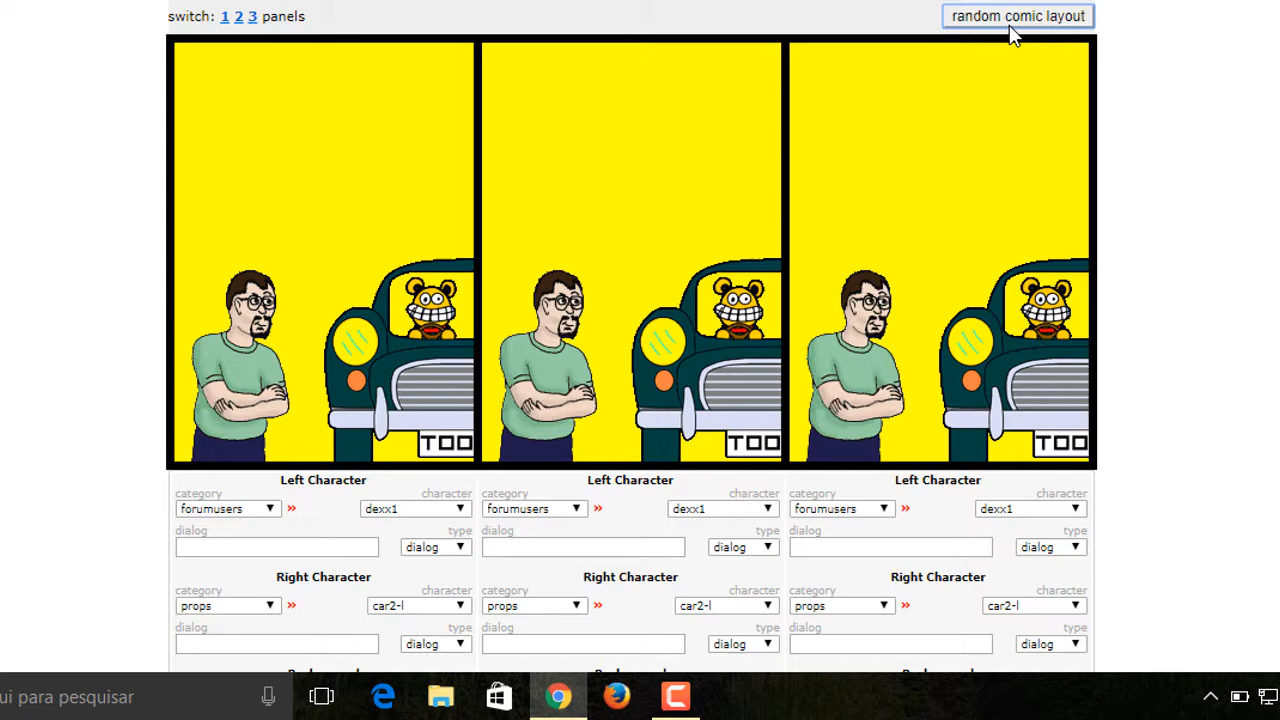 switch: 1 2 3 panels
random comic layout
TOO TOO TOO
Left Character Left Character Left Character
category character category character category character
forumusers » dexx1 forumusers » dexx1 forumusers » dexx1
dialog type dialog type dialog type
dialog dialog dialog
Right Character Right Character Right Character
category character category character category character
props » car2-l props » car2-l props » car2-l
dialog type dialog type dialog type
dialog dialog dialog
ui para pesquisar